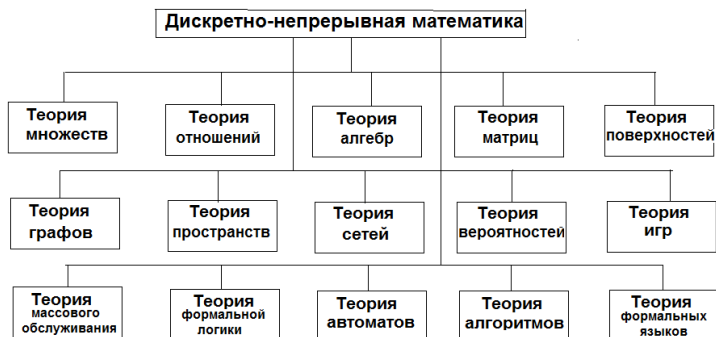 Дискретно-непрерывная математика
Теория
множеств
Теория
отношений
Теория
алгебр
Теория
матриц
Теория
поверхностей
Теория
графов
Теория
пространств
Теория
сетей
Теория
вероятностей
Теория
игр
Теория
массового
обслуживания
Теория
формальной
логики
Теория
автоматов
Теория
алгоритмов
Теория
формальных
языков